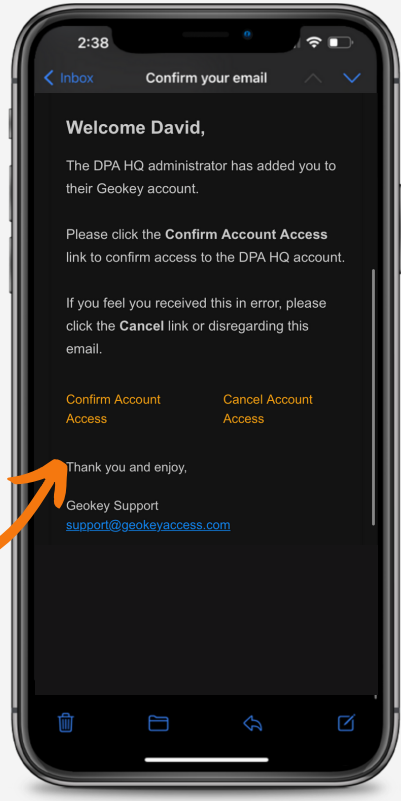 2:38
Inbox
Confirm your email
Welcome David,
The DPA HQ administrator has added you to
their Geokey account.
Please click the Confirm Account Access
link to confirm access to the DPA HQ account.
If you feel you received this in error, please
click the Cancel link or disregarding this
email.
Confirm Account
Access
Cancel Account
Access
Thank you and enjoy,
Geokey Support
support@geokeyaccess.com